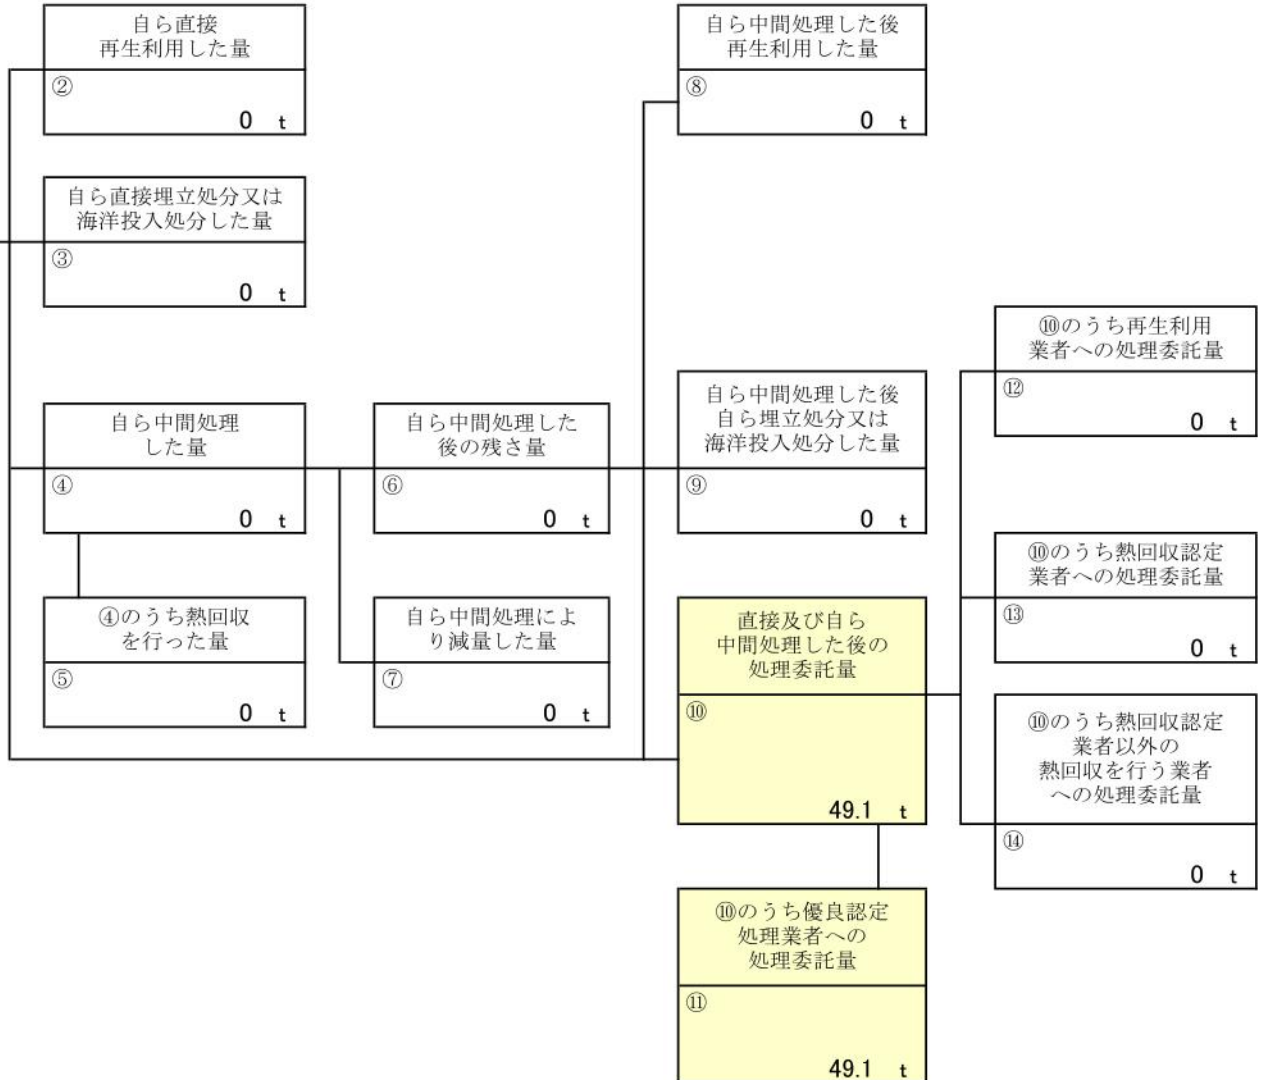 自ら直接
再生利用した量
②
0 t
自ら中間処理した後
再生利用した量
⑧
0 t
自ら直接埋立処分又は
海洋投入処分した量
③
0 t
⑩のうち再生利用
業者への処理委託量
⑫
0 t
自ら中間処理
した量
④
0 t
自ら中間処理した
後の残さ量
⑥
0 t
自ら中間処理した後
自ら埋立処分又は
海洋投入処分した量
⑨
0 t
⑩のうち熱回収認定
業者への処理委託量
⑬
0 t
④のうち熱回収
を行った量
⑤
0 t
自ら中間処理によ
り減量した量
⑦
0 t
直接及び自ら
中間処理した後の
処理委託量
⑩
49.1 t
⑩のうち熱回収認定
業者以外の
熱回収を行う業者
への処理委託量
⑭
0 t
⑩のうち優良認定
処理業者への
処理委託量
⑪
49.1 t